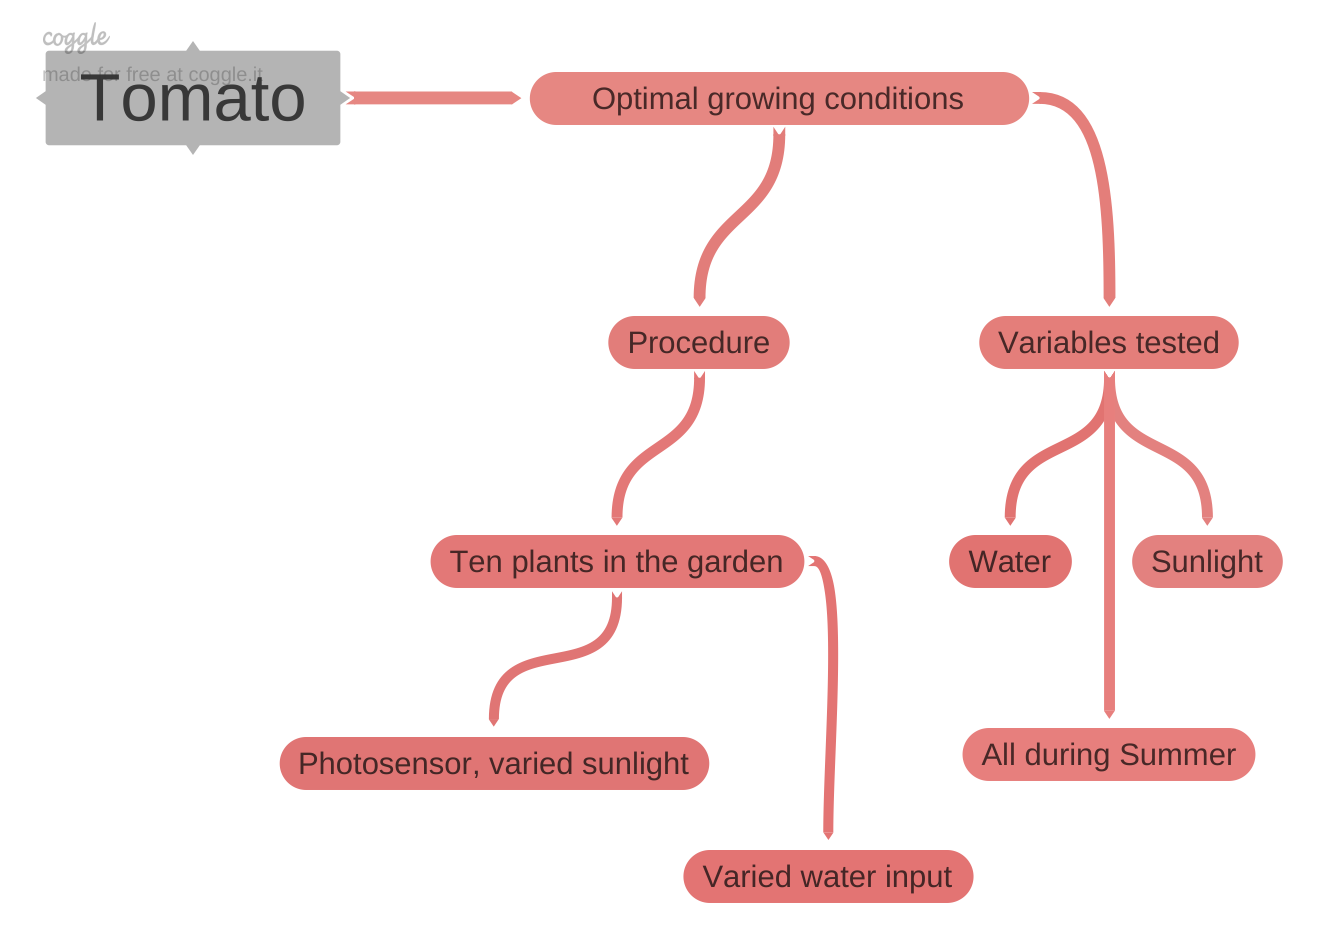 coggle
made for free at coggle.it
Tomato
Optimal growing conditions
Procedure
Variables tested
Ten plants in the garden
Water
Sunlight
Photosensor, varied sunlight
All during Summer
Varied water input